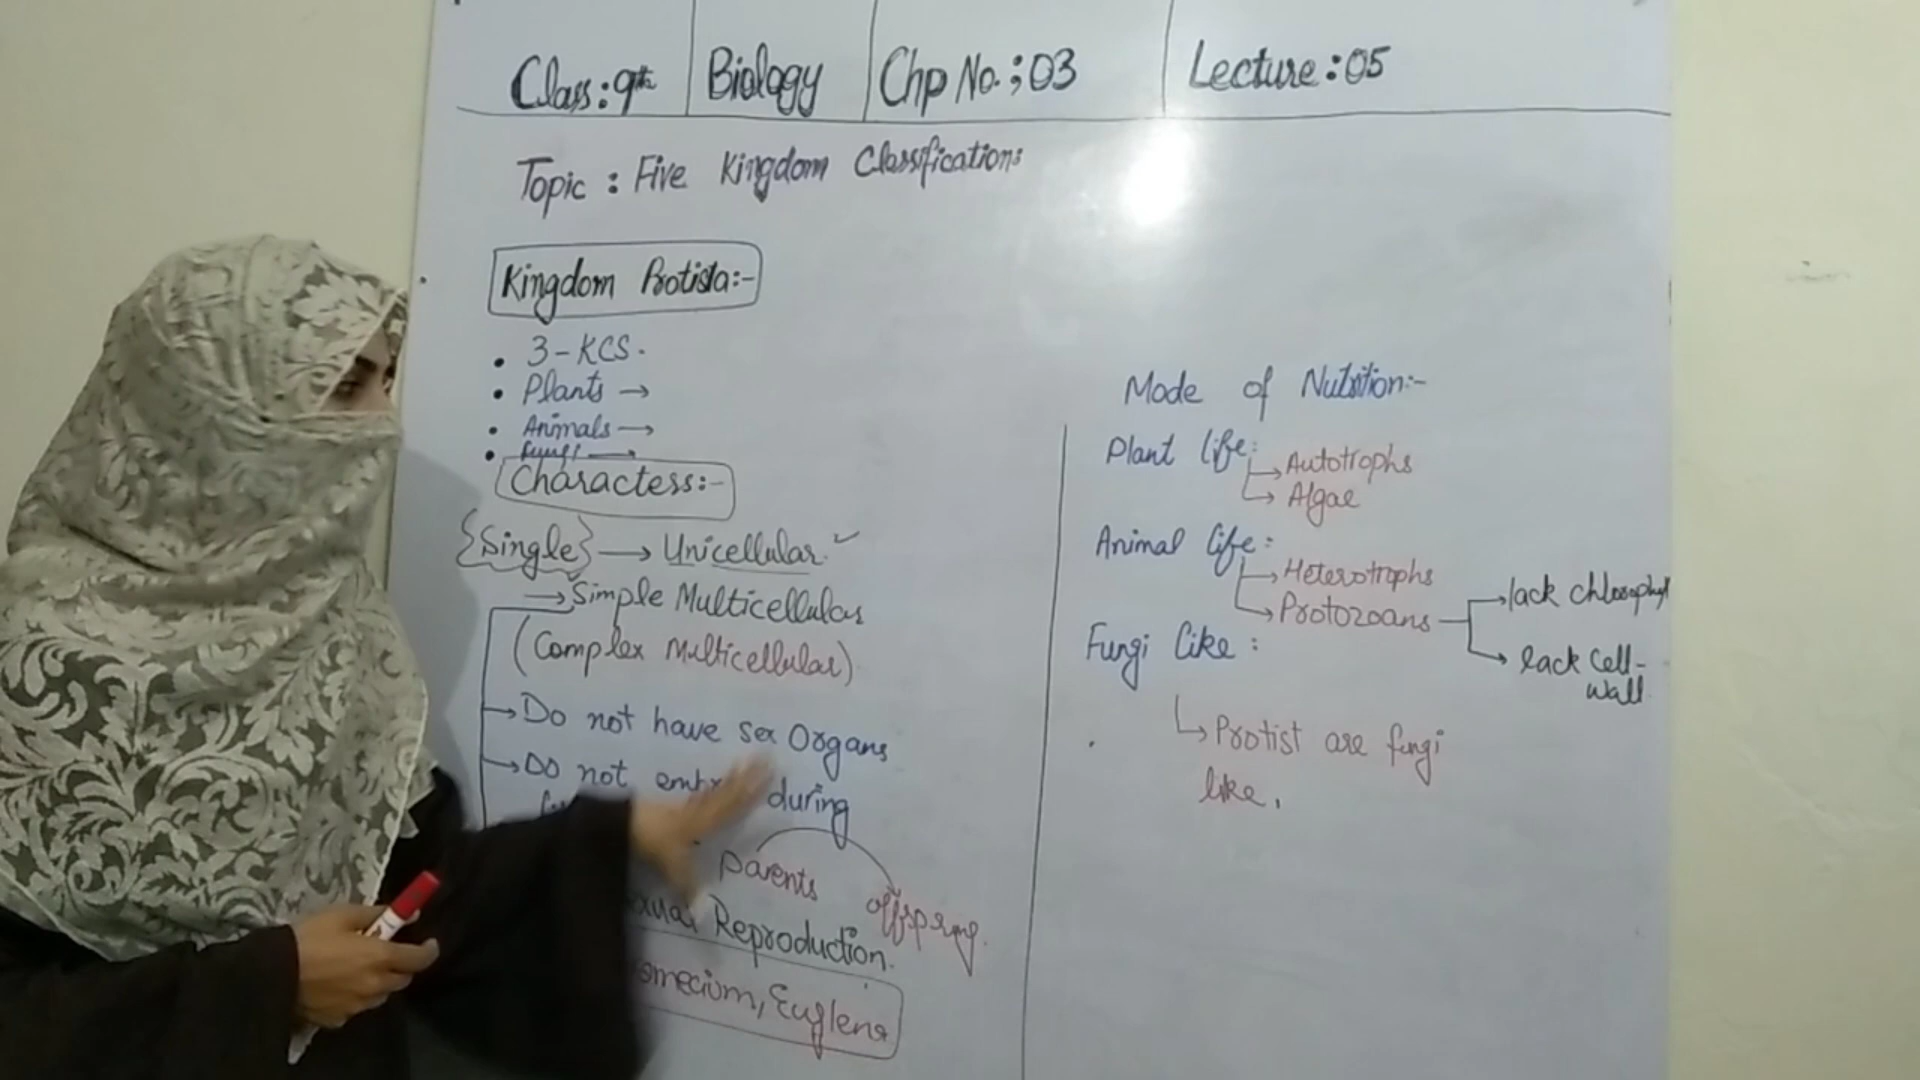 Class: 9th Biology Chp No. ; 03 Lecture : 05
Topic : Five Kingdom Classification:
Kingdom Protista:-
• 3-KCS.
• Plants →
• Animals →
• Fungi →
Characters:-
{Single} → Unicellular ✓
→ Simple Multicellular
(Complex Multicellular)
→ Do not have sex Organs
→ Do not during
parents offspring.
Reproduction.
Euglena
Mode of Nutrition:-
Plant life:
→ Autotrophs
→ Algae
Animal life:
→ Heterotrophs
→ Protozoans → lack chlorophyl
→ lack Cell-
wall
Fungi like :
↳ Protist are fungi
like.